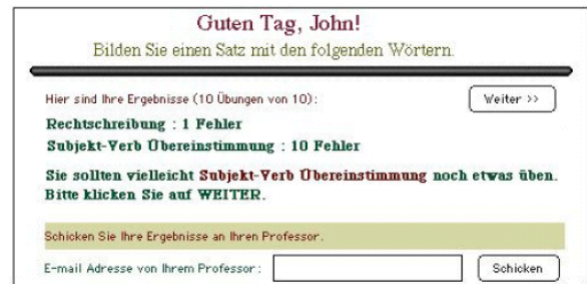 Guten Tag, John!
Bilden Sie einen Satz mit den folgenden Wörtern.
Hier sind Ihre Ergebnisse (10 Übungen von 10):
Weiter >>
Rechtschreibung : 1 Fehler
Subjekt-Verb Übereinstimmung : 10 Fehler
Sie sollten vielleicht Subjekt-Verb Übereinstimmung noch etwas üben.
Bitte klicken Sie auf WEITER.
Schicken Sie Ihre Ergebnisse an Ihren Professor.
E-mail Adresse von Ihrem Professor:
Schicken